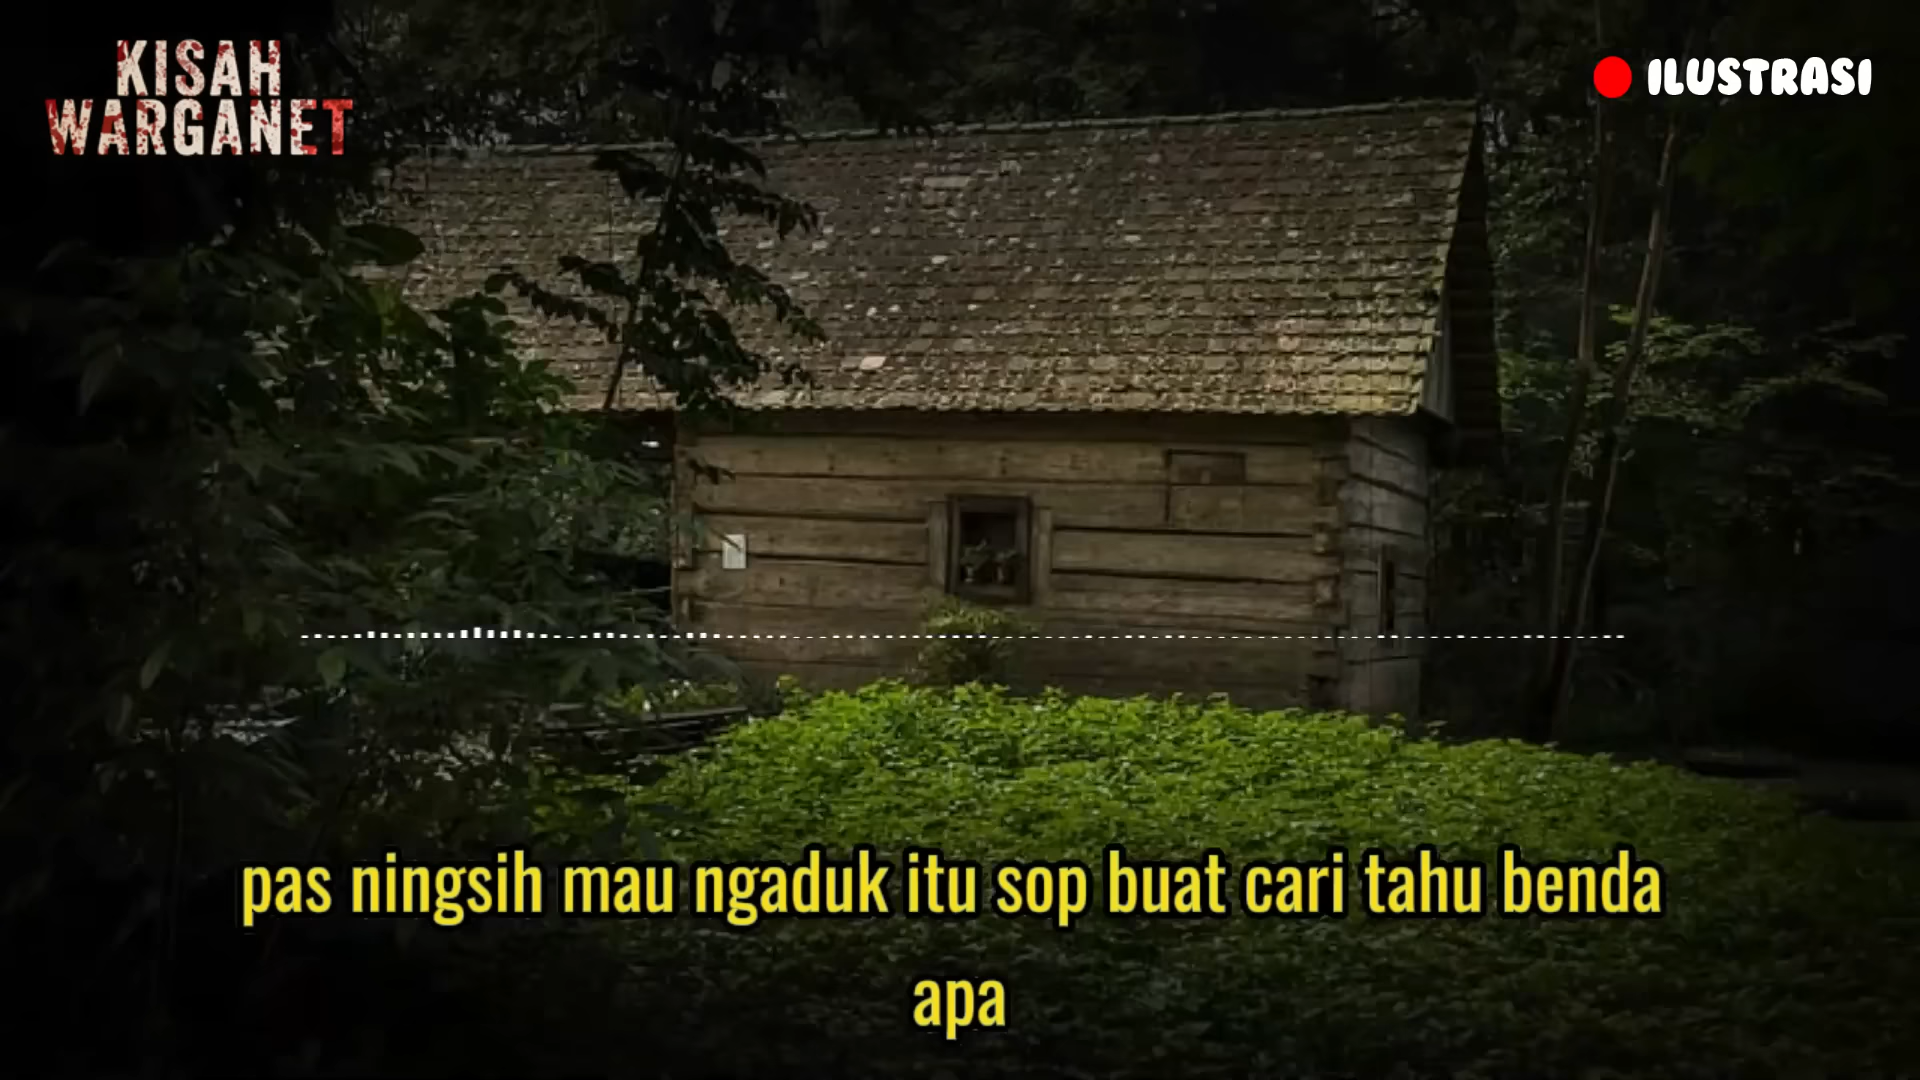 KISAH
WARGANET
ILUSTRASI
pas ningsih mau ngaduk itu sop buat cari tahu benda
apa